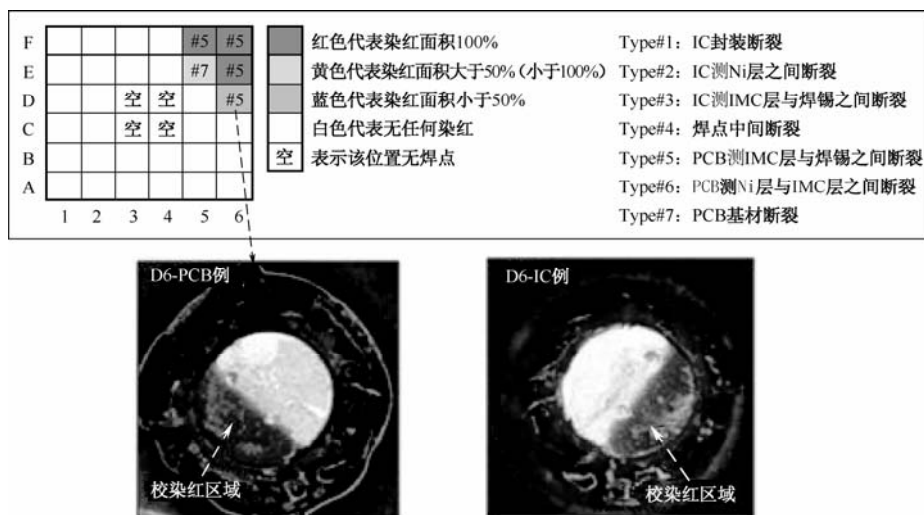 F #5 #5 红色代表染红面积100% Type#1：IC封装断裂
E #7 #5 黄色代表染红面积大于50%(小于100%) Type#2：IC测Ni层之间断裂
D 空 空 #5 蓝色代表染红面积小于50% Type#3：IC测IMC层与焊锡之间断裂
C 空 空 白色代表无任何染红 Type#4：焊点中间断裂
B 空 表示该位置无焊点 Type#5：PCB测IMC层与焊锡之间断裂
A Type#6：PCB测Ni层与IMC层之间断裂
1 2 3 4 5 6 Type#7：PCB基材断裂
D6-PCB例 D6-IC例
校染红区域 校染红区域